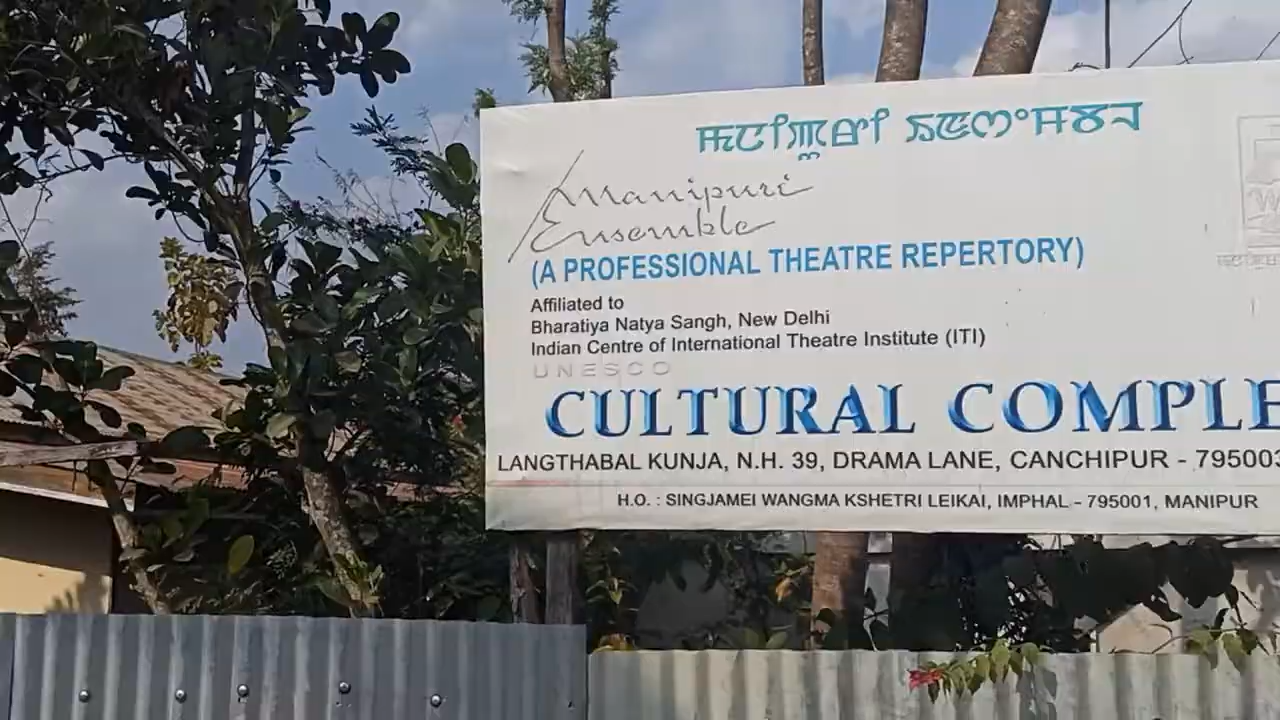 ꯃꯅꯤꯄꯨꯔꯤ
Manipuri
Ensemble
(A PROFESSIONAL THEATRE REPERTORY)
Affiliated to
Bharatiya Natya Sangh, New Delhi
Indian Centre of International Theatre Institute (ITI)
UNESCO
CULTURAL COMPLE
LANGTHABAL KUNJA, N.H. 39, DRAMA LANE, CANCHIPUR - 795003
H.O. : SINGJAMEI WANGMA KSHETRI LEIKAI, IMPHAL - 795001, MANIPUR